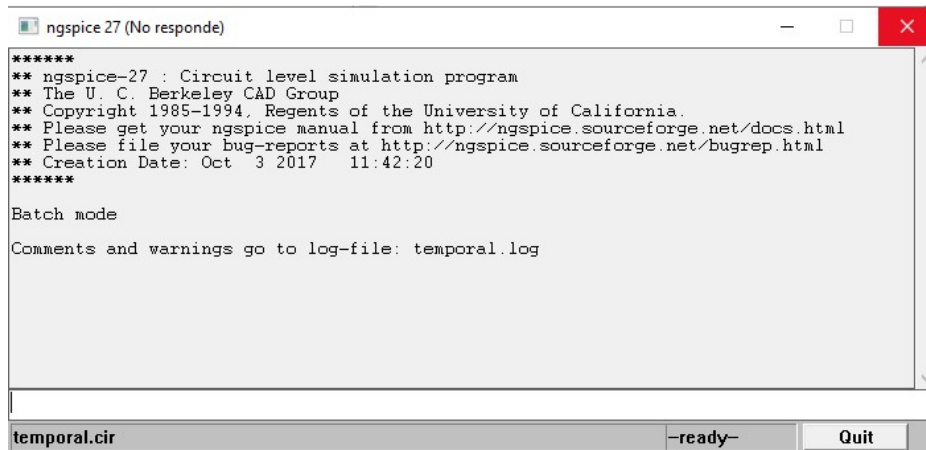 ngspice 27 (No responde)
******
** ngspice-27 : Circuit level simulation program
** The U. C. Berkeley CAD Group
** Copyright 1985-1994, Regents of the University of California.
** Please get your ngspice manual from http://ngspice.sourceforge.net/docs.html
** Please file your bug-reports at http://ngspice.sourceforge.net/bugrep.html
** Creation Date: Oct  3 2017   11:42:20
******
Batch mode
Comments and warnings go to log-file: temporal.log
temporal.cir --ready-- Quit